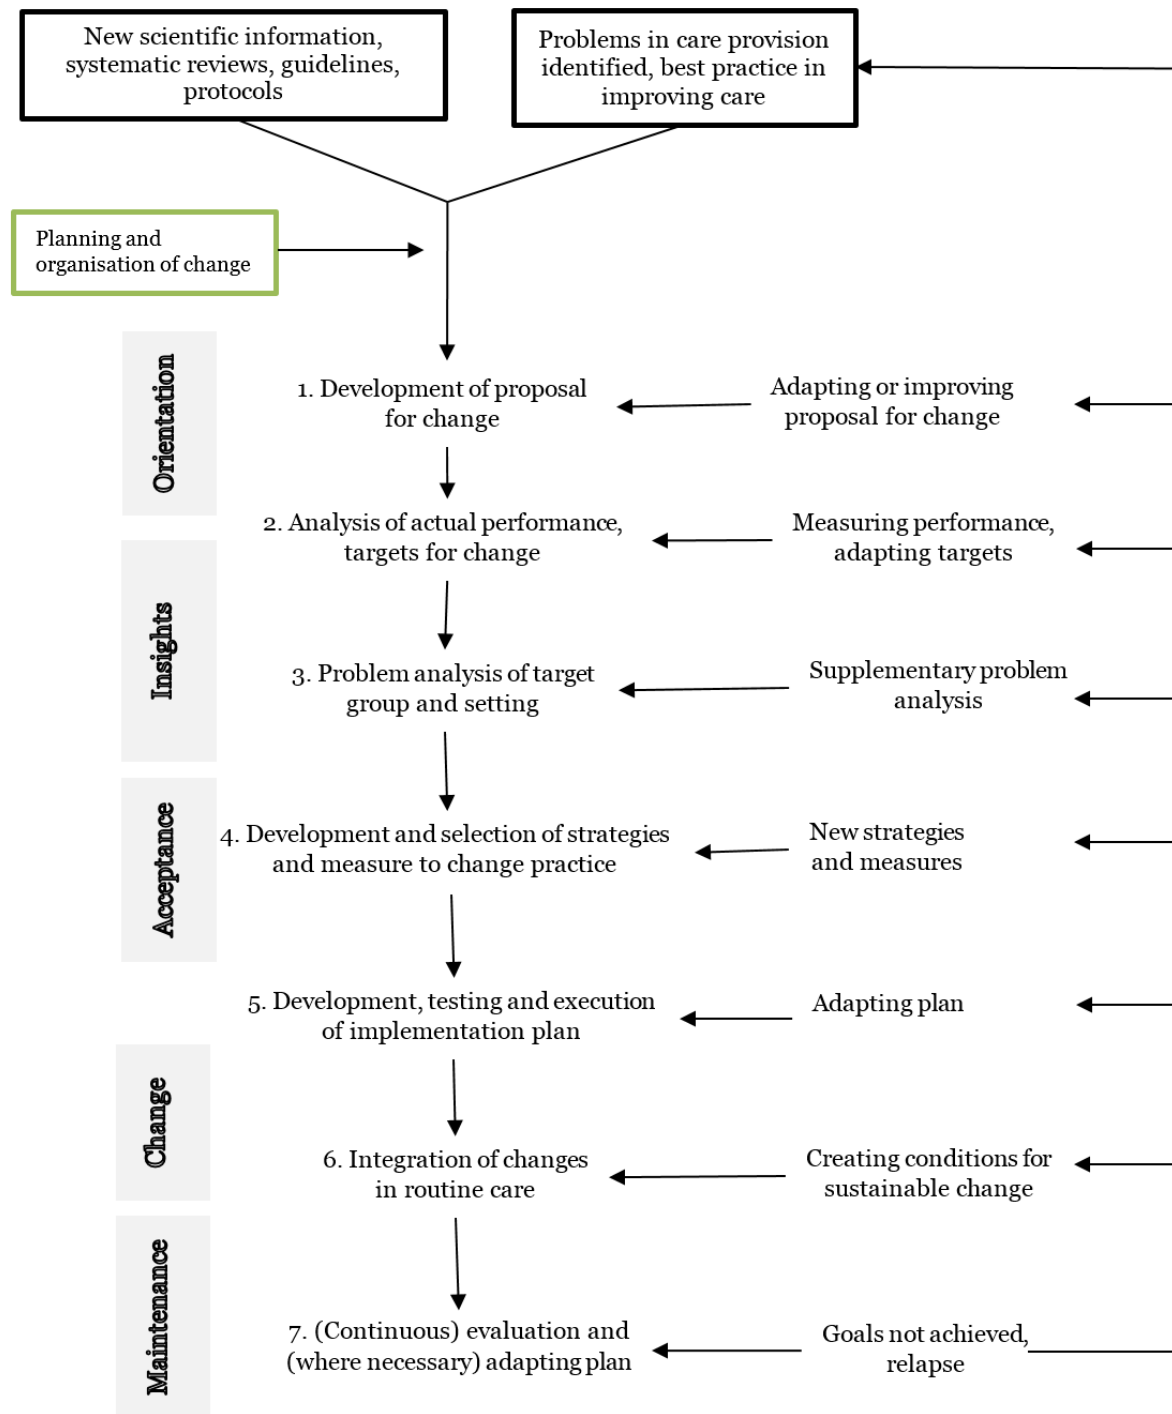 New scientific information,
systematic reviews, guidelines,
protocols
Problems in care provision
identified, best practice in
improving care
Planning and
organisation of change
Orientation
1. Development of proposal
for change
Adapting or improving
proposal for change
2. Analysis of actual performance,
targets for change
Measuring performance,
adapting targets
Insights
3. Problem analysis of target
group and setting
Supplementary problem
analysis
Acceptance
4. Development and selection of strategies
and measure to change practice
New strategies
and measures
5. Development, testing and execution
of implementation plan
Adapting plan
Change
6. Integration of changes
in routine care
Creating conditions for
sustainable change
Maintenance
7. (Continuous) evaluation and
(where necessary) adapting plan
Goals not achieved,
relapse